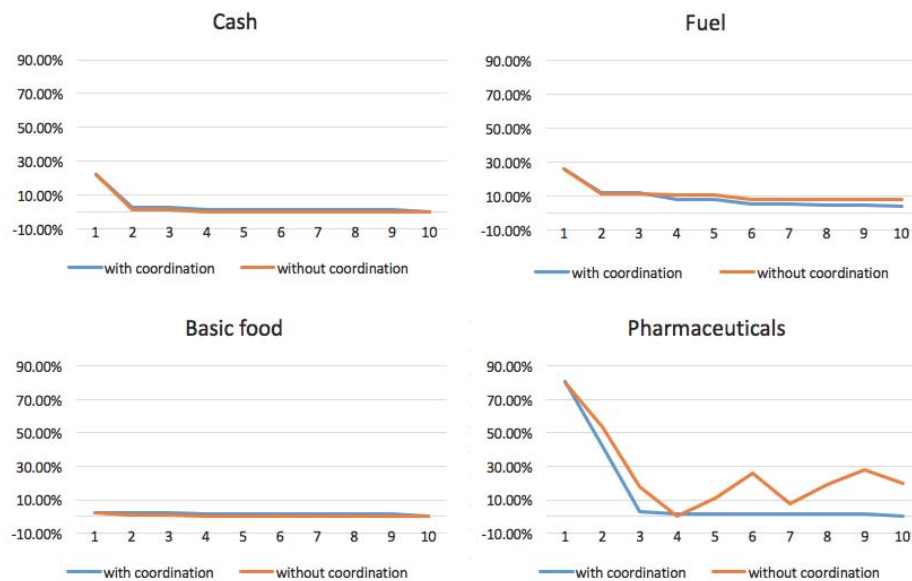 Cash
90.00%
70.00%
50.00%
30.00%
10.00%
-10.00%
1 2 3 4 5 6 7 8 9 10
with coordination without coordination
Fuel
90.00%
70.00%
50.00%
30.00%
10.00%
-10.00%
1 2 3 4 5 6 7 8 9 10
with coordination without coordination
Basic food
90.00%
70.00%
50.00%
30.00%
10.00%
-10.00%
1 2 3 4 5 6 7 8 9 10
with coordination without coordination
Pharmaceuticals
90.00%
70.00%
50.00%
30.00%
10.00%
-10.00%
1 2 3 4 5 6 7 8 9 10
with coordination without coordination